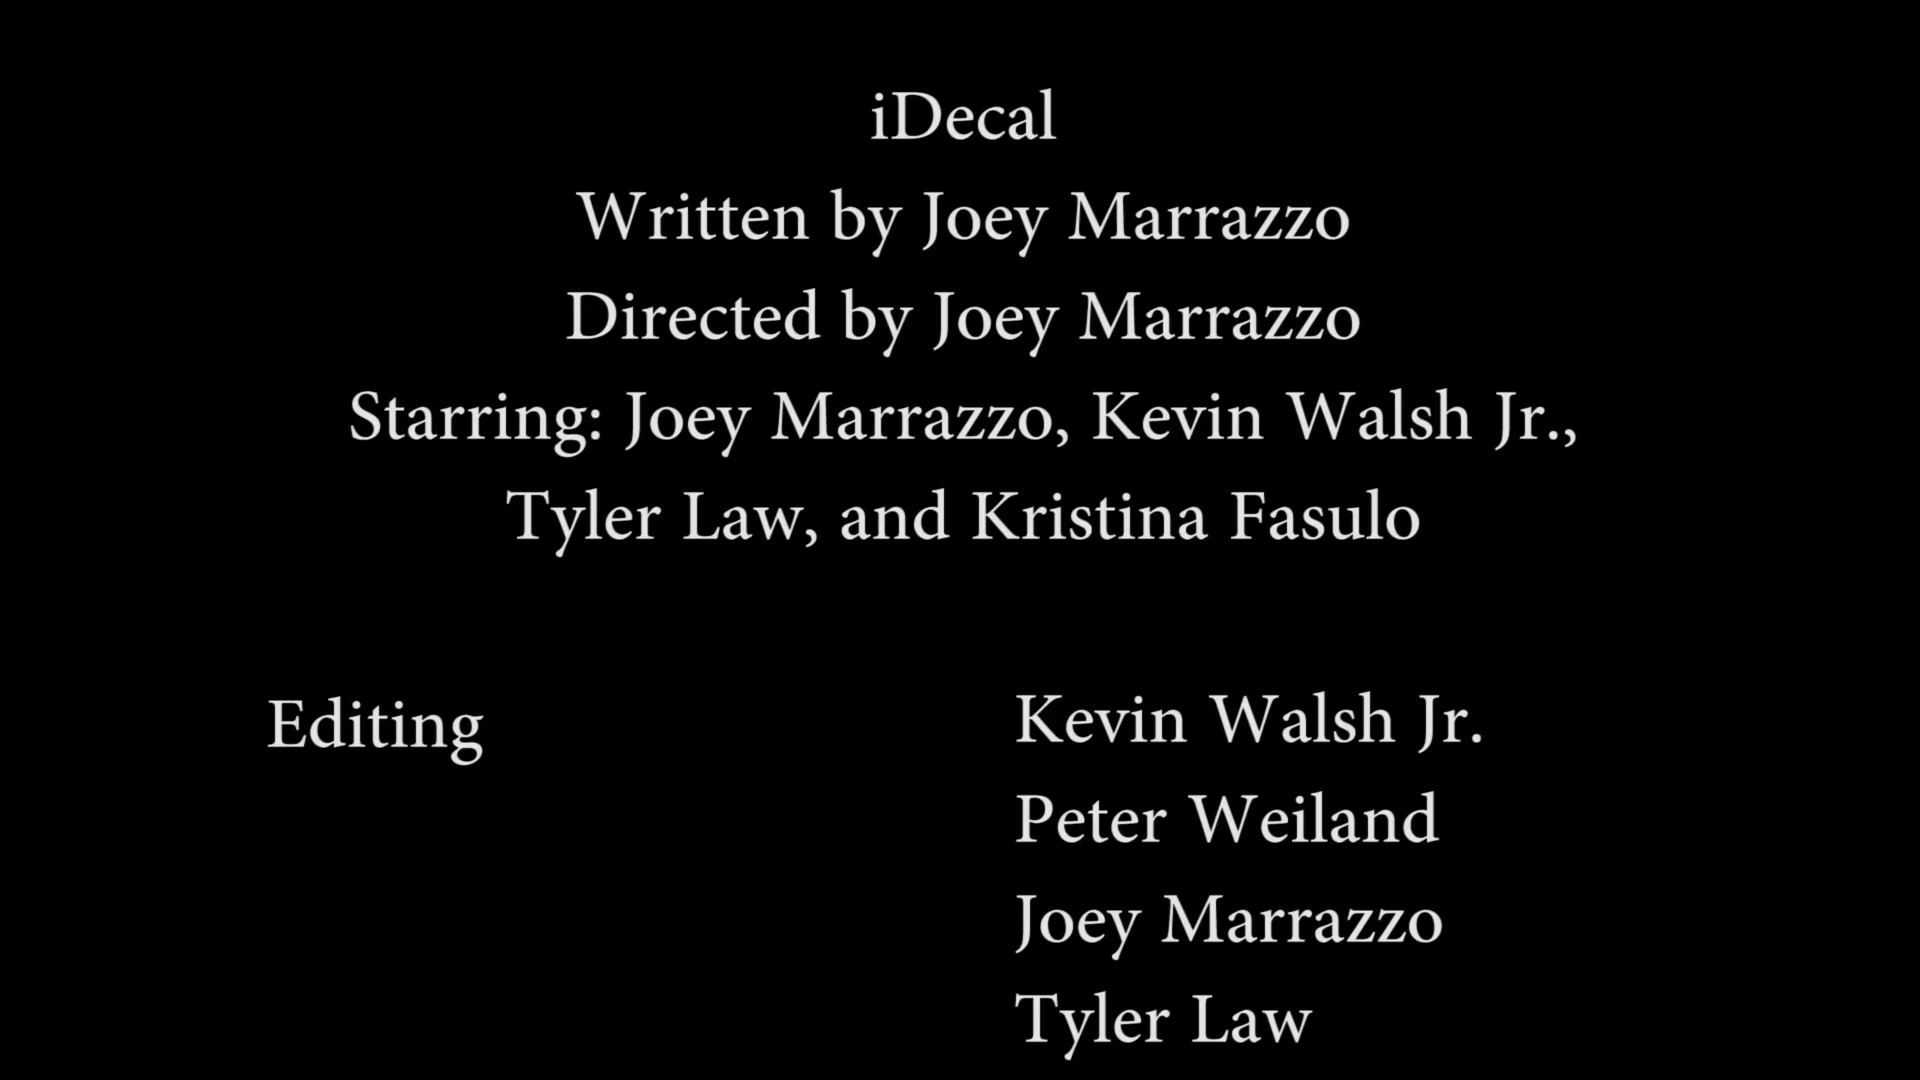 iDecal
Written by Joey Marrazzo
Directed by Joey Marrazzo
Starring: Joey Marrazzo, Kevin Walsh Jr.,
Tyler Law, and Kristina Fasulo
Editing
Kevin Walsh Jr.
Peter Weiland
Joey Marrazzo
Tyler Law